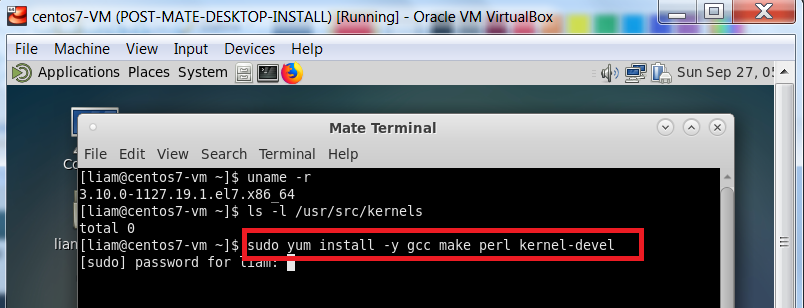 centos7-VM (POST-MATE-DESKTOP-INSTALL) [Running] - Oracle VM VirtualBox
File Machine View Input Devices Help
Applications Places System Sun Sep 27, 05
Mate Terminal
File Edit View Search Terminal Help
[liam@centos7-vm ~]$ uname -r
3.10.0-1127.19.1.el7.x86_64
[liam@centos7-vm ~]$ ls -l /usr/src/kernels
total 0
[liam@centos7-vm ~]$ sudo yum install -y gcc make perl kernel-devel
[sudo] password for liam: